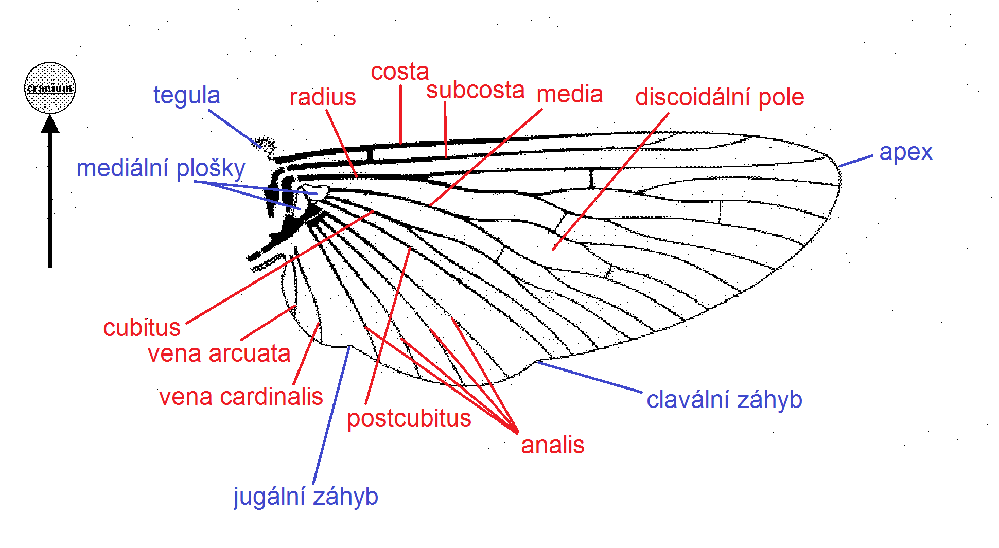 costa
cranium
tegula
radius
subcosta
media
discoidální pole
apex
mediální plošky
cubitus
vena arcuata
vena cardinalis
postcubitus
clavální záhyb
analis
jugální záhyb